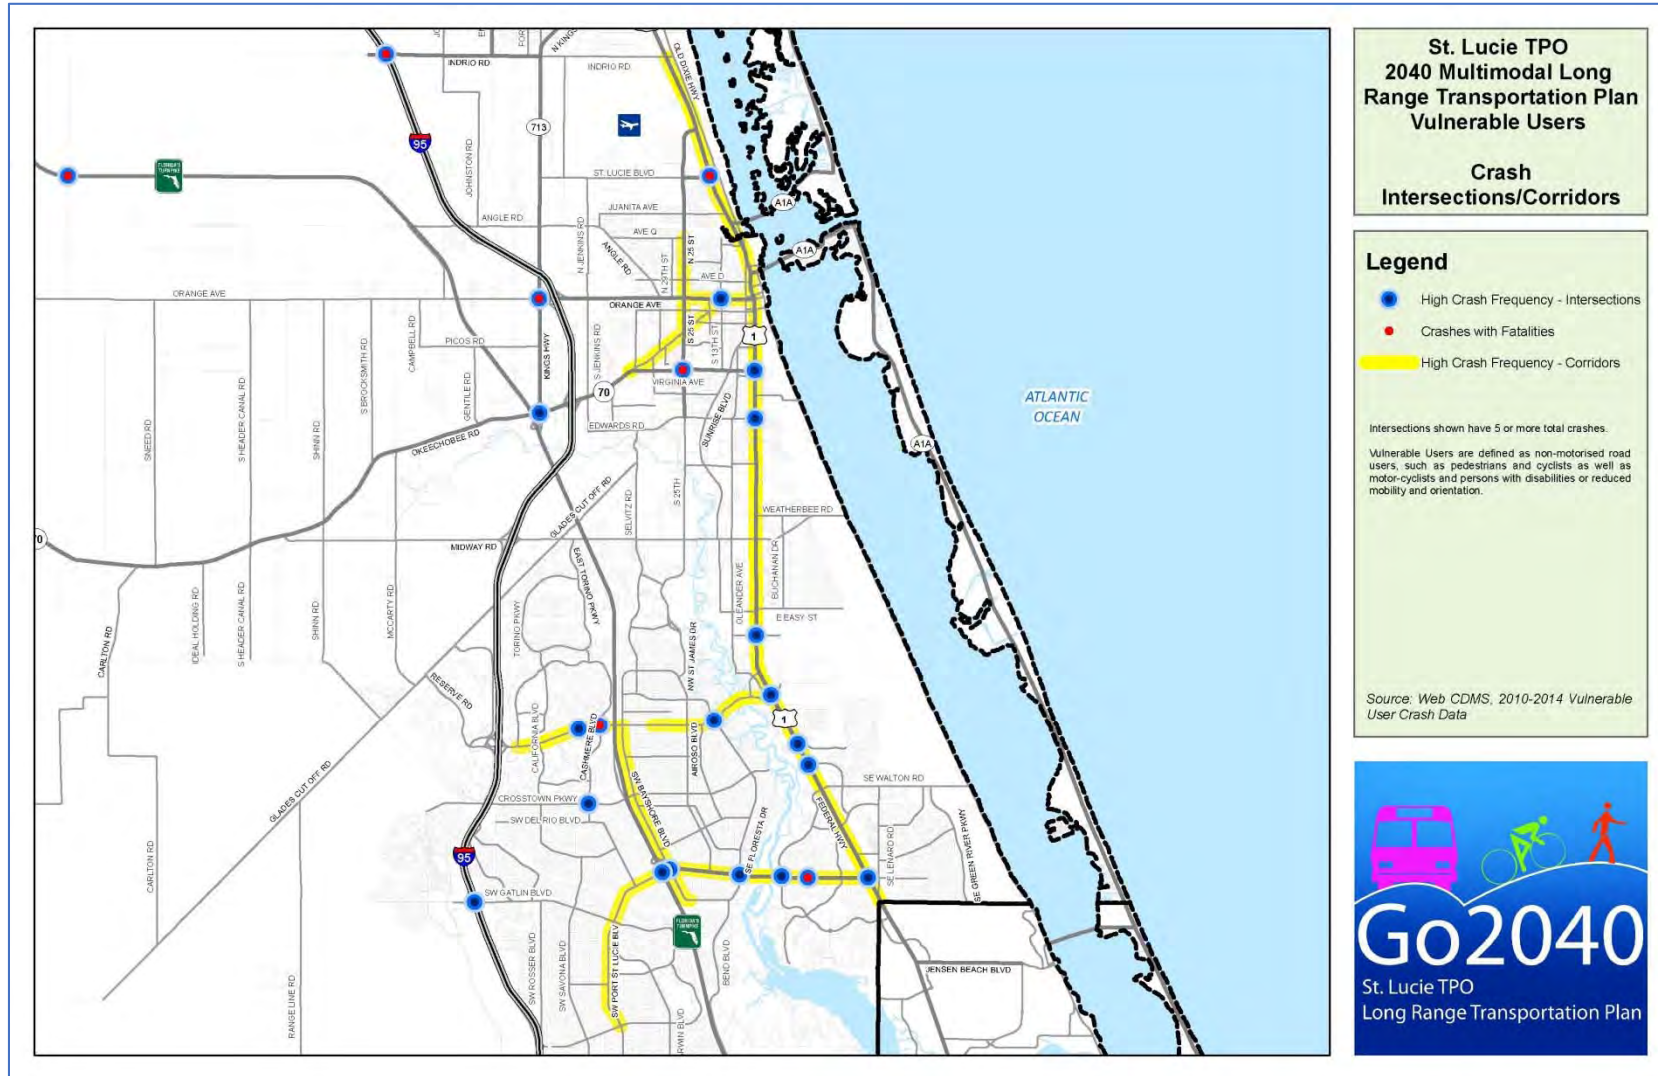 St. Lucie TPO
2040 Multimodal Long
Range Transportation Plan
Vulnerable Users
Crash
Intersections/Corridors
Legend
High Crash Frequency - Intersections
Crashes with Fatalities
High Crash Frequency - Corridors
Intersections shown have 5 or more total crashes.
Vulnerable Users are defined as non-motorised road
users, such as pedestrians and cyclists as well as
motor-cyclists and persons with disabilities or reduced
mobility and orientation.
Source: Web CDMS, 2010-2014 Vulnerable
User Crash Data
Go2040
St. Lucie TPO
Long Range Transportation Plan
N KINGS
OLD DIXIE HWY
INDRIO RD
INDRIO RD
713
95
JOHNSTON RD
ST. LUCIE BLVD
JUANITA AVE
A1A
ANGLE RD
N JENKINS RD
AVE Q
ANGLE RD
N 29TH ST
N 25 ST
A1A
AVE D
ORANGE AVE
ORANGE AVE
S 25 ST
S 13TH ST
1
KINGS HWY
PICOS RD
CAMPBELL RD
S BROCKSMITH RD
S JENKINS RD
VIRGINIA AVE
70
GENTILE RD
SUNRISE BLVD
EDWARDS RD
OKEECHOBEE RD
ATLANTIC
OCEAN
A1A
SNEED RD
S HEADER CANAL RD
SHINN RD
GLADES CUT OFF RD
SELVITZ RD
S 25TH
WEATHERBEE RD
70
MIDWAY RD
EAST TORINO PKWY
OLEANDER AVE
BUCHANAN DR
E EASY ST
CARLTON RD
IDEAL HOLDING RD
S HEADER CANAL RD
SHINN RD
MCCARTY RD
TORINO PKWY
NW ST JAMES DR
RESERVE RD
CALIFORNIA BLVD
CASHMERE BLVD
AIROSO BLVD
1
GLADES CUT OFF RD
CROSSTOWN PKWY
SW BAYSHORE BLVD
SE WALTON RD
SW DEL RIO BLVD
SE FLORESTA DR
FEDERAL HWY
SE LENARD RD
SE GREEN RIVER PKWY
CARLTON RD
95
SW GATLIN BLVD
SW ROSSER BLVD
SW SAVONA BLVD
SW PORT ST LUCIE BLV
BEND BLVD
JENSEN BEACH BLVD
RANGE LINE RD